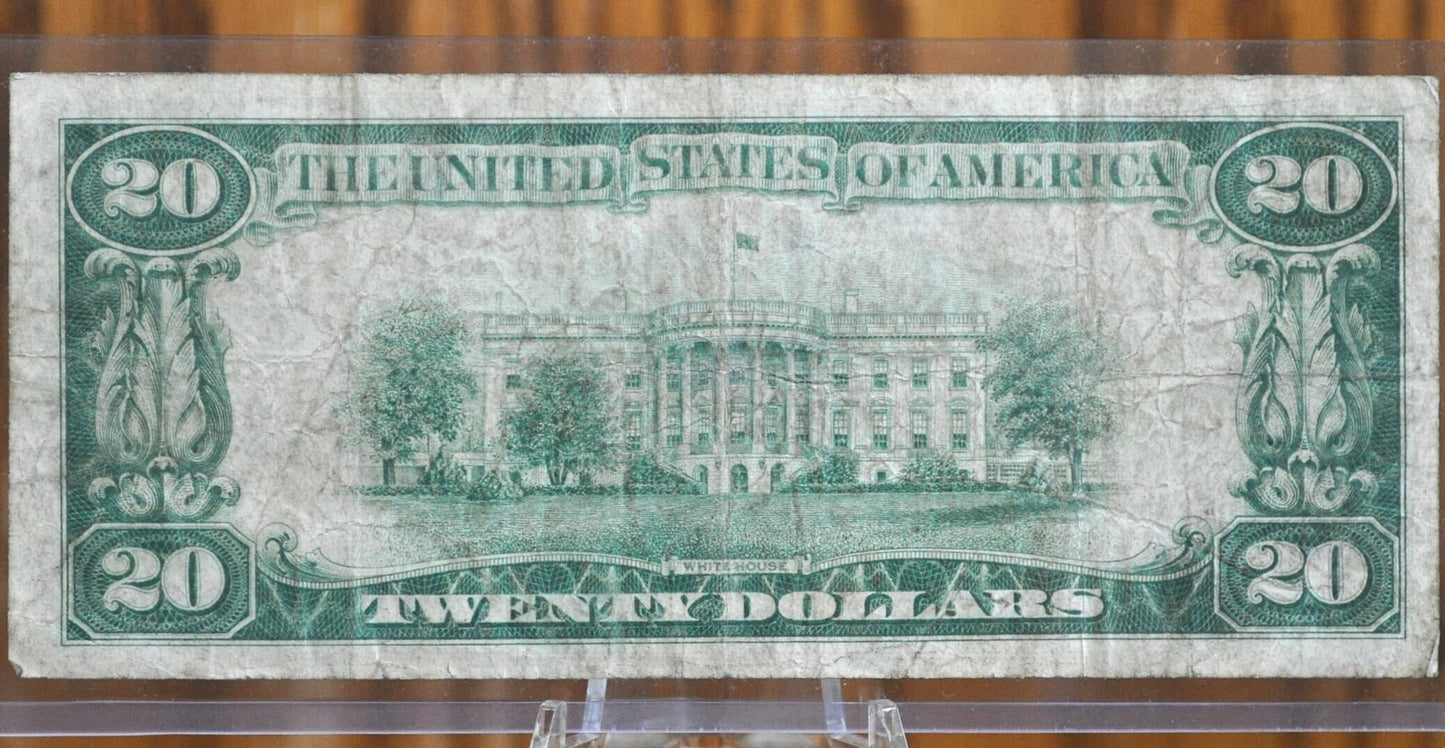 20 THE UNITED STATES OF AMERICA 20
WHITE HOUSE
20 TWENTY DOLLARS 20